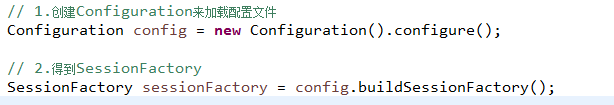 // 1.创建Configuration来加载配置文件
Configuration config = new Configuration().configure();
// 2.得到SessionFactory
SessionFactory sessionFactory = config.buildSessionFactory();